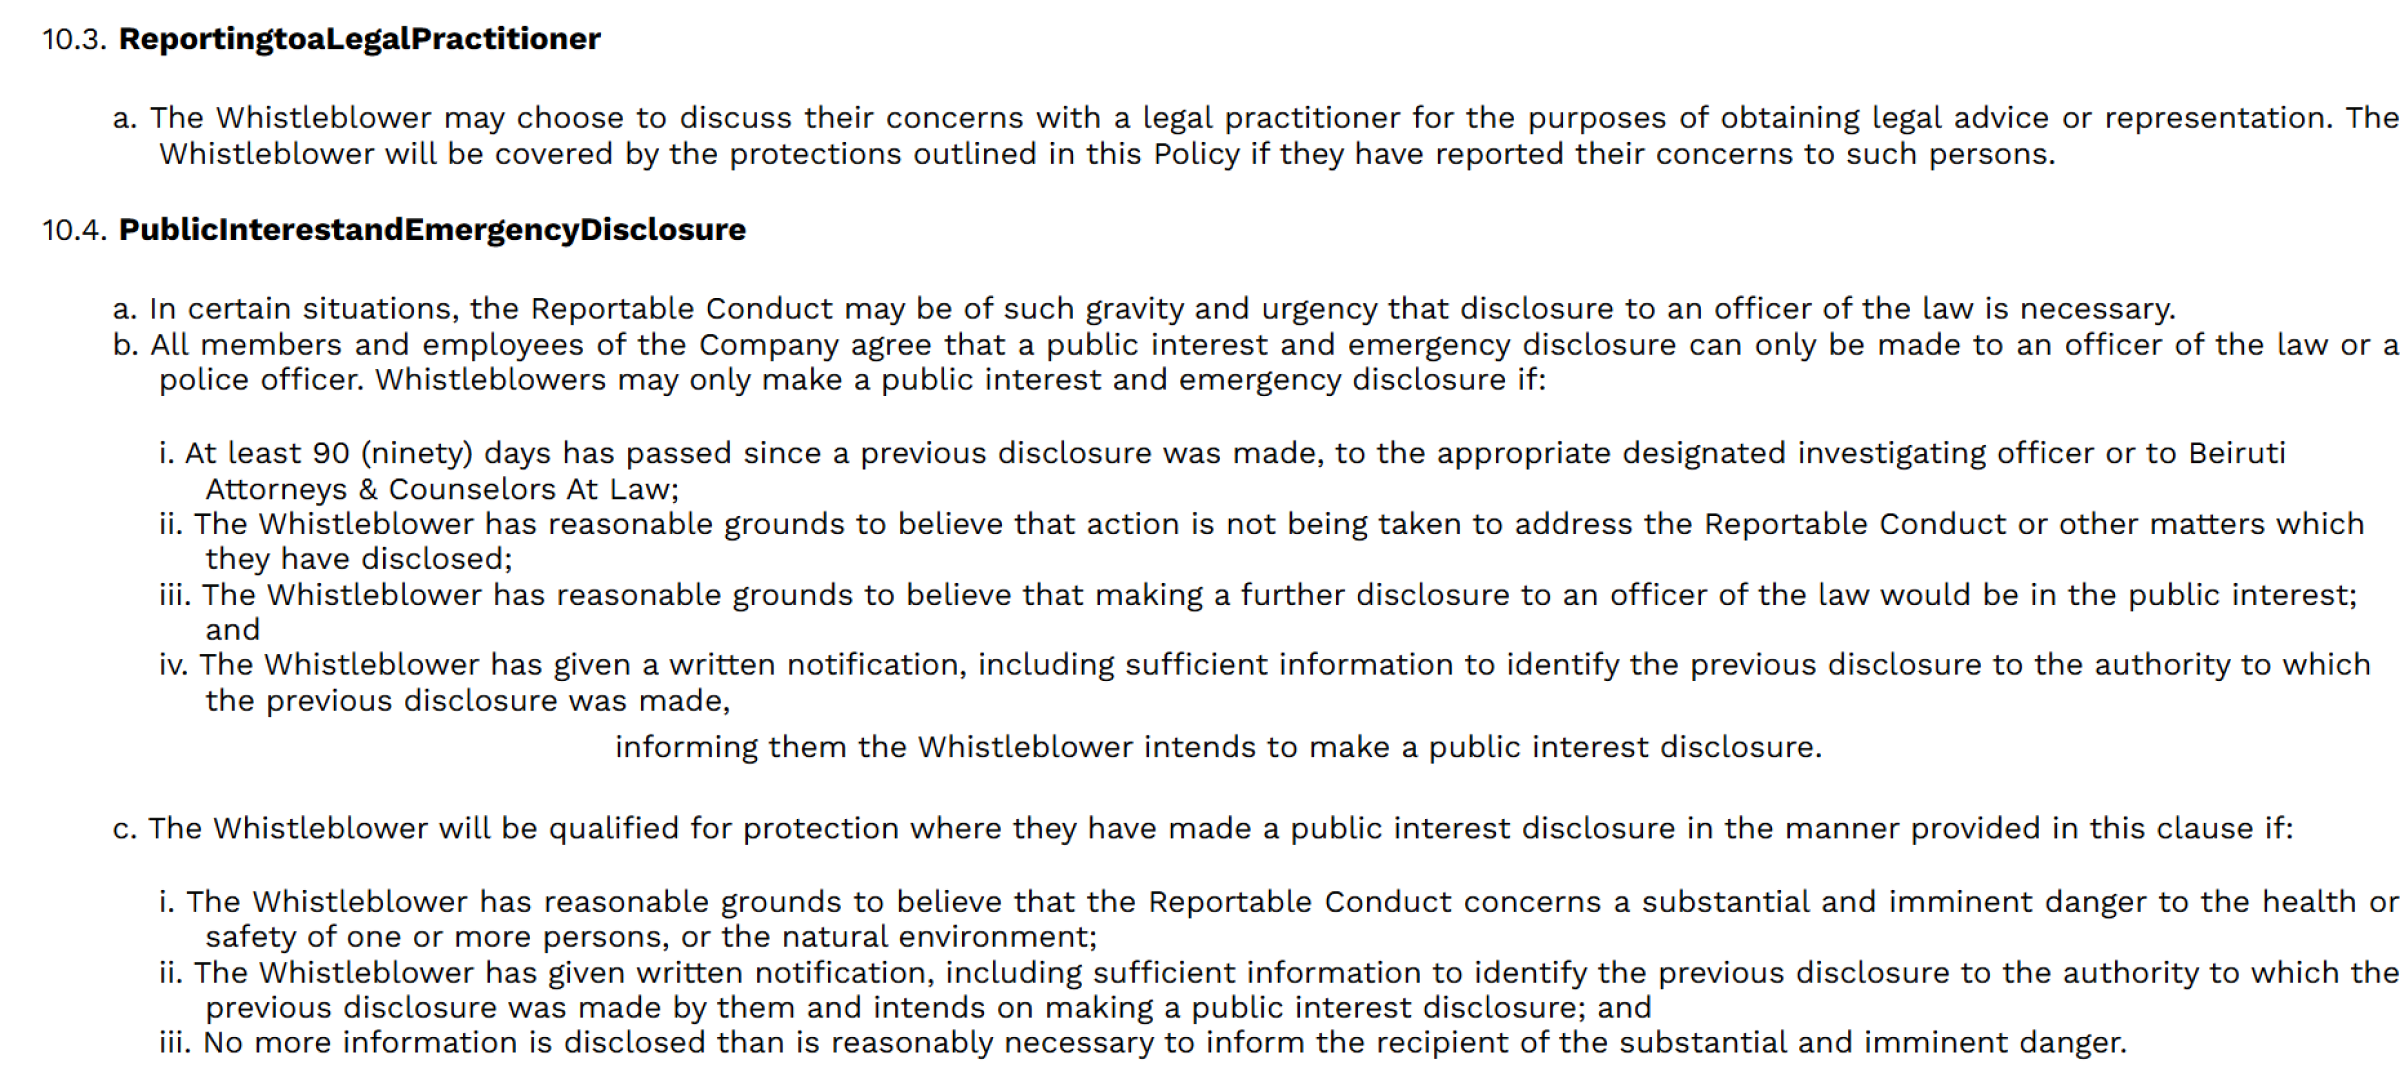 10.3. ReportingtoaLegalPractitioner
a. The Whistleblower may choose to discuss their concerns with a legal practitioner for the purposes of obtaining legal advice or representation. The
Whistleblower will be covered by the protections outlined in this Policy if they have reported their concerns to such persons.
10.4. PublicInterestandEmergencyDisclosure
a. In certain situations, the Reportable Conduct may be of such gravity and urgency that disclosure to an officer of the law is necessary.
b. All members and employees of the Company agree that a public interest and emergency disclosure can only be made to an officer of the law or a
police officer. Whistleblowers may only make a public interest and emergency disclosure if:
i. At least 90 (ninety) days has passed since a previous disclosure was made, to the appropriate designated investigating officer or to Beiruti
Attorneys & Counselors At Law;
ii. The Whistleblower has reasonable grounds to believe that action is not being taken to address the Reportable Conduct or other matters which
they have disclosed;
iii. The Whistleblower has reasonable grounds to believe that making a further disclosure to an officer of the law would be in the public interest;
and
iv. The Whistleblower has given a written notification, including sufficient information to identify the previous disclosure to the authority to which
the previous disclosure was made,
informing them the Whistleblower intends to make a public interest disclosure.
c. The Whistleblower will be qualified for protection where they have made a public interest disclosure in the manner provided in this clause if:
i. The Whistleblower has reasonable grounds to believe that the Reportable Conduct concerns a substantial and imminent danger to the health or
safety of one or more persons, or the natural environment;
ii. The Whistleblower has given written notification, including sufficient information to identify the previous disclosure to the authority to which the
previous disclosure was made by them and intends on making a public interest disclosure; and
iii. No more information is disclosed than is reasonably necessary to inform the recipient of the substantial and imminent danger.